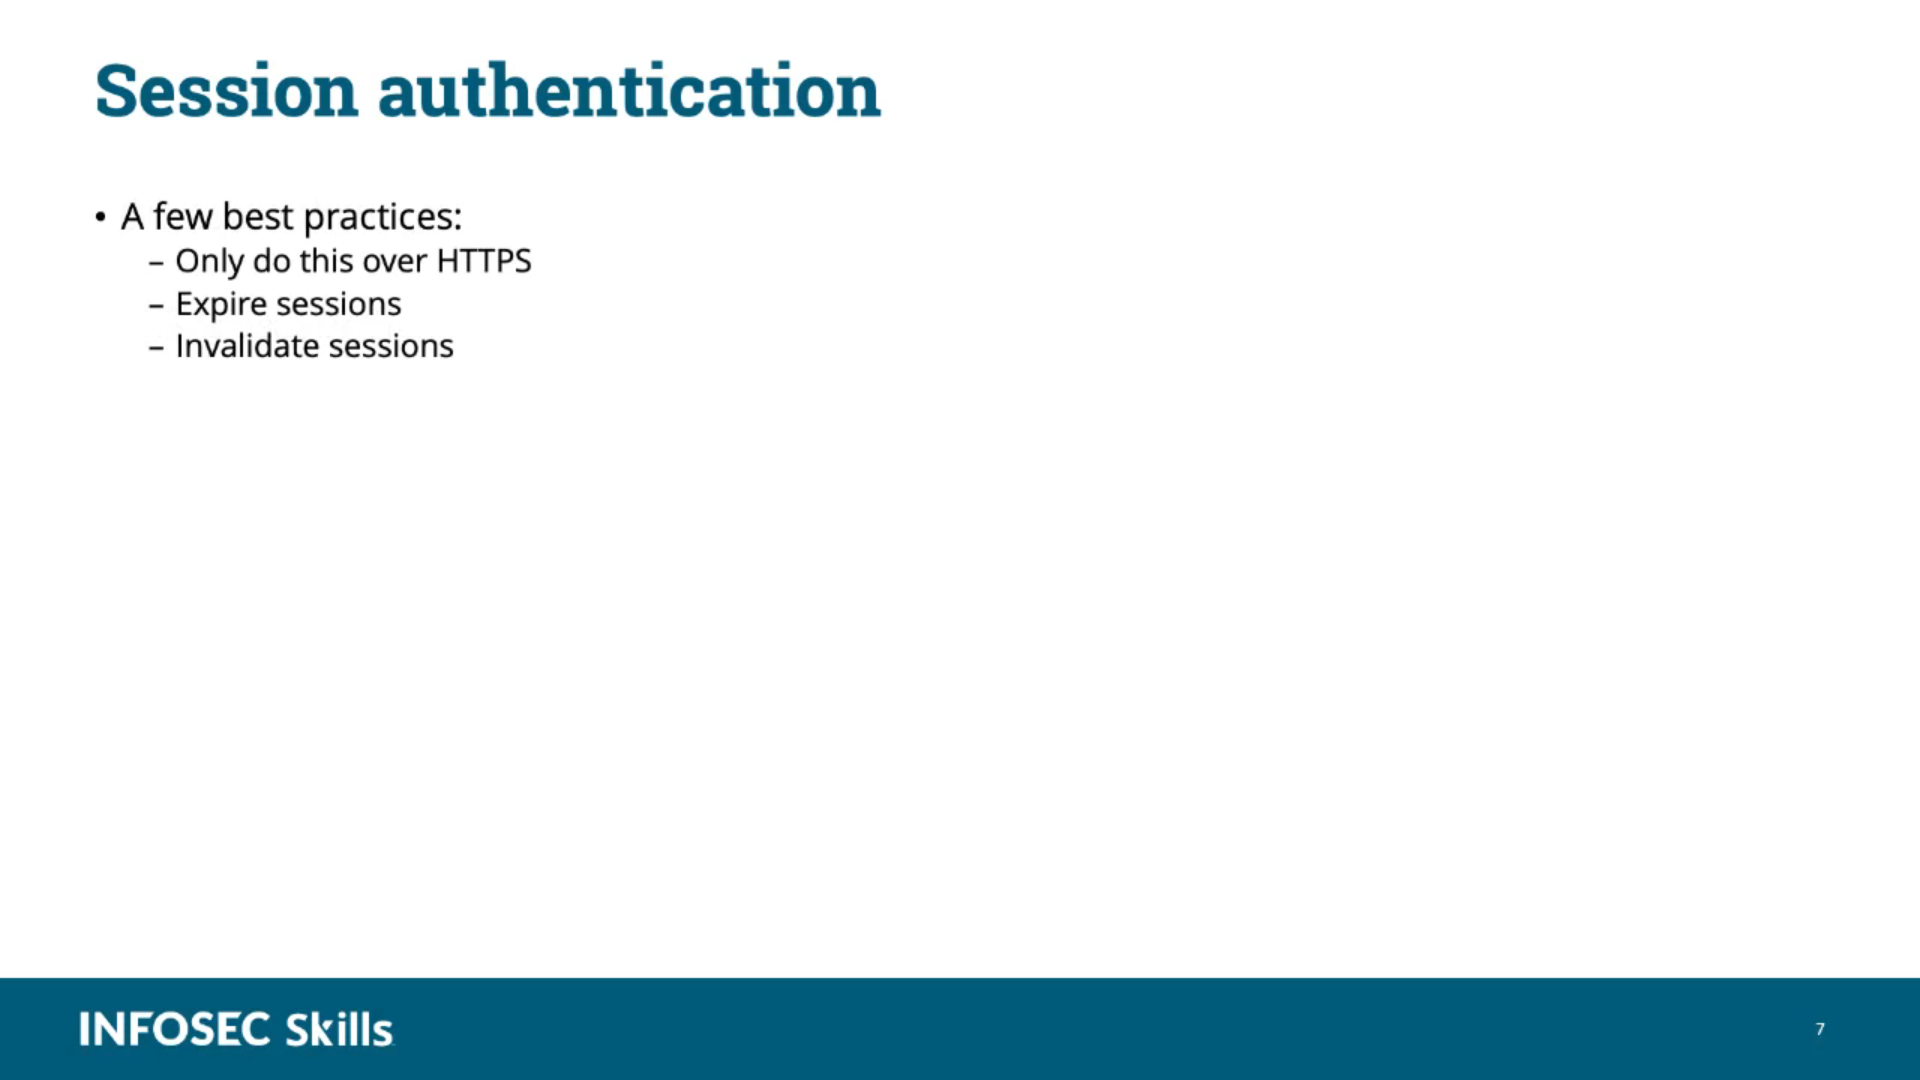 Session authentication
• A few best practices:
– Only do this over HTTPS
– Expire sessions
– Invalidate sessions
INFOSEC Skills
7